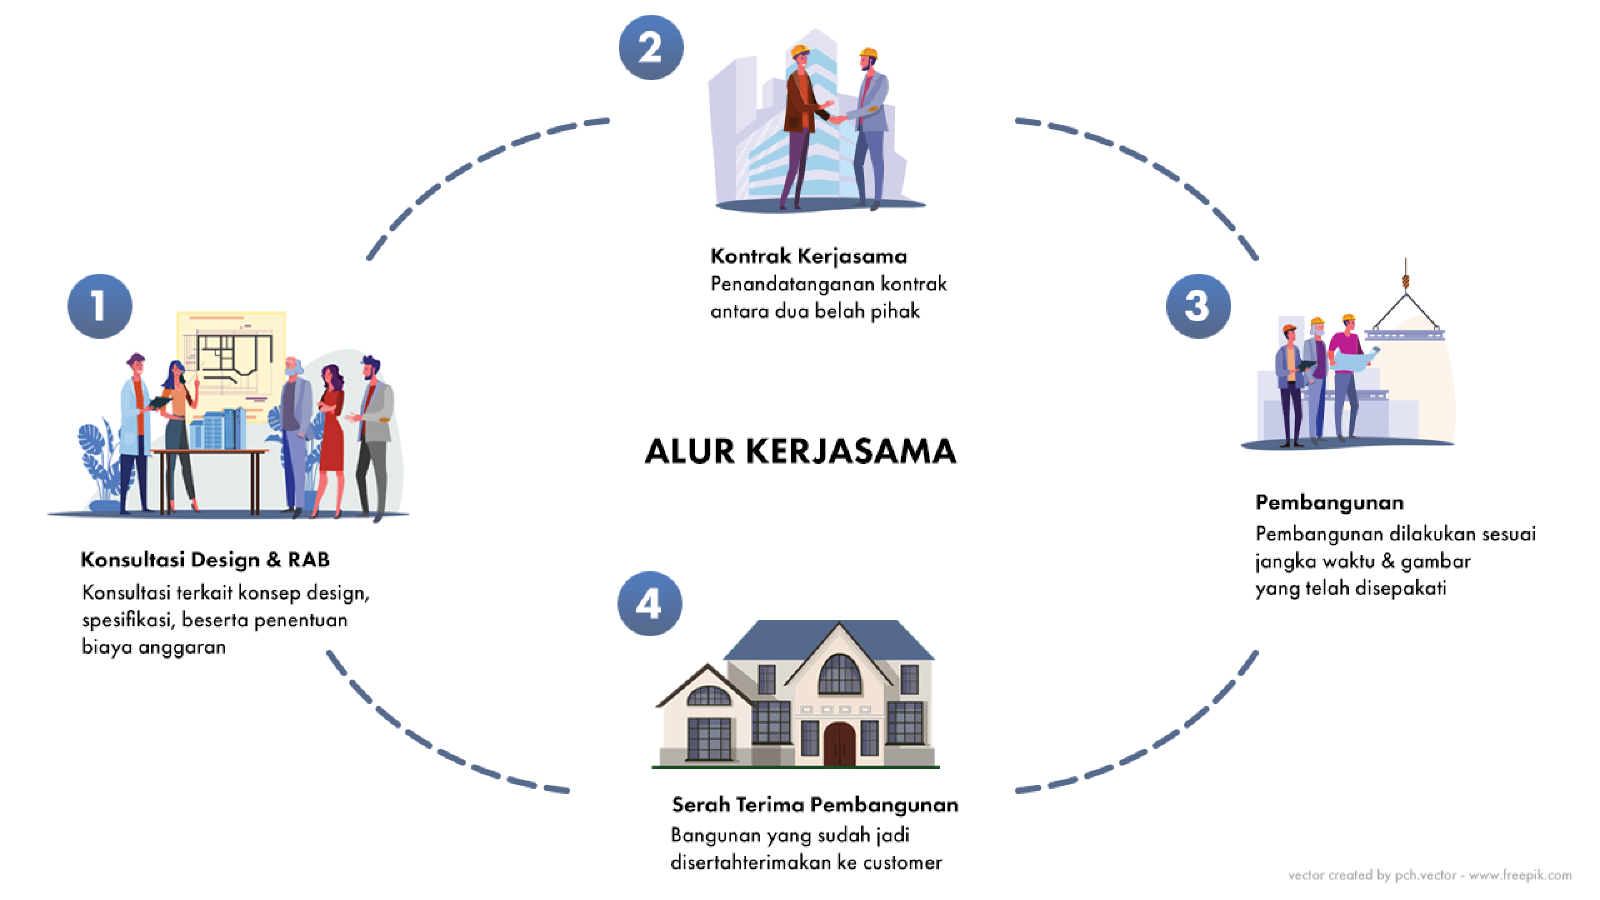 ALUR KERJASAMA
1
Konsultasi Design & RAB
Konsultasi terkait konsep design,
spesifikasi, beserta penentuan
biaya anggaran
2
Kontrak Kerjasama
Penandatanganan kontrak
antara dua belah pihak
3
Pembangunan
Pembangunan dilakukan sesuai
jangka waktu & gambar
yang telah disepakati
4
Serah Terima Pembangunan
Bangunan yang sudah jadi
disertahterimakan ke customer
vector created by pch.vector - www.freepik.com